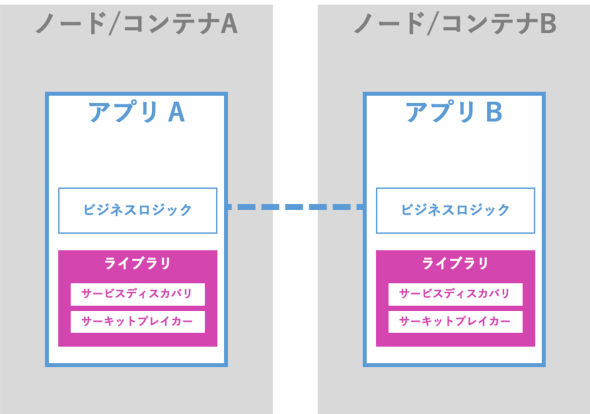 ノード/コンテナA
アプリ A
ビジネスロジック
ライブラリ
サービスディスカバリ
サーキットブレイカー
ノード/コンテナB
アプリ B
ビジネスロジック
ライブラリ
サービスディスカバリ
サーキットブレイカー